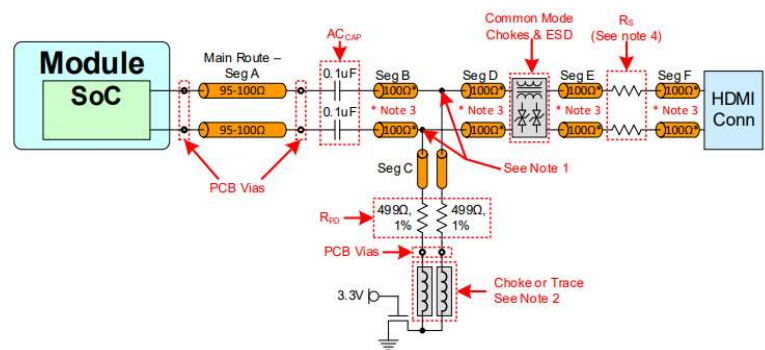 Module
SoC
Main Route –
Seg A
95-100Ω
95-100Ω
PCB Vias
AC_CAP
0.1uF
0.1uF
Seg B
100Ω*
* Note 3
100Ω*
Seg D
100Ω*
* Note 3
100Ω*
Common Mode
Chokes & ESD
Seg E
100Ω*
* Note 3
100Ω*
R_S
(See note 4)
Seg F
100Ω*
* Note 3
100Ω*
HDMI
Conn
See Note 1
Seg C
R_PD
499Ω,
1%
499Ω,
1%
PCB Vias
Choke or Trace
See Note 2
3.3V